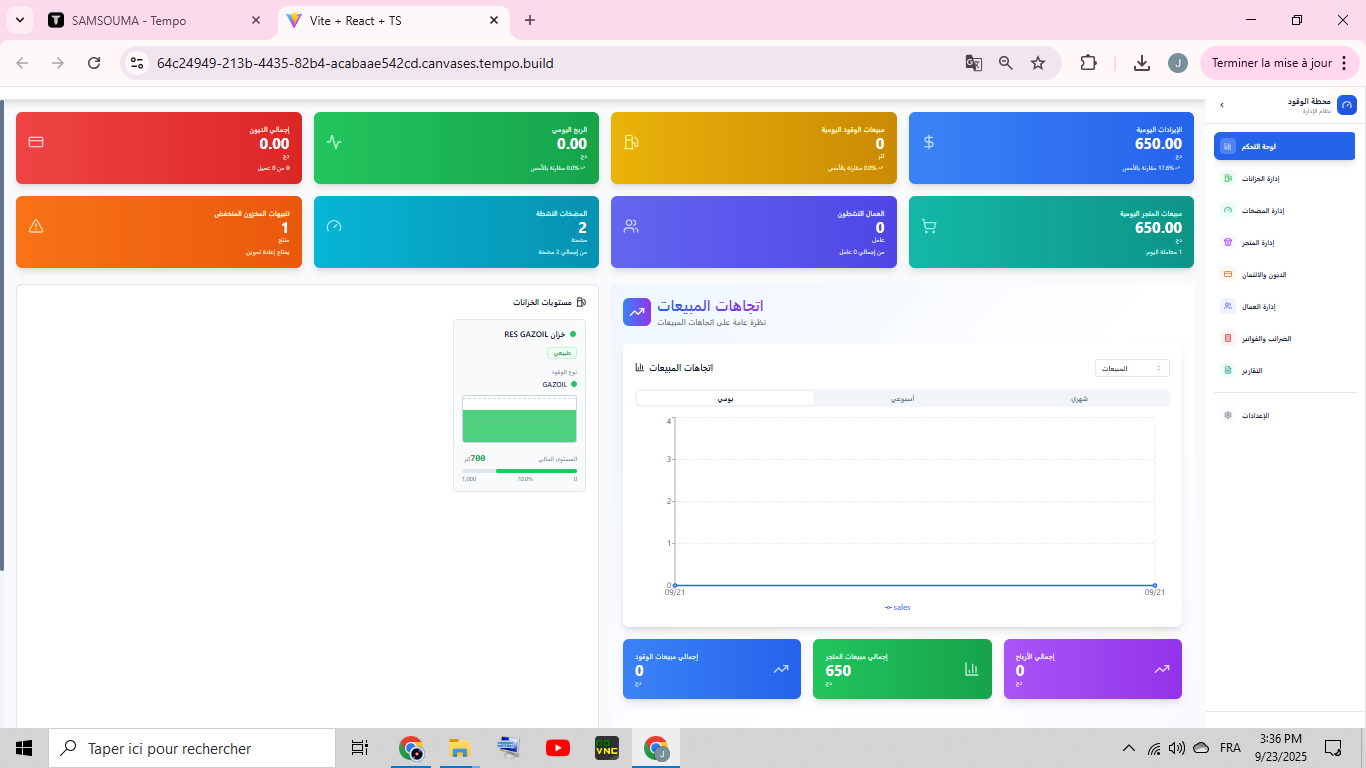 SAMSOUMA - Tempo
Vite + React + TS
64c24949-213b-4435-82b4-acabaae542cd.canvases.tempo.build
J
Terminer la mise à jour
محطة الوقود
نظام الإدارة
لوحة التحكم
إدارة الخزانات
إدارة المضخات
إدارة المتجر
الديون والائتمان
إدارة العمال
الضرائب والفواتير
التقارير
الإعدادات
الإيرادات اليومية
650.00
دج
17.6% مقارنة بالأمس
مبيعات الوقود اليومية
0
لتر
0.0% مقارنة بالأمس
الربح اليومي
0.00
دج
0.0% مقارنة بالأمس
إجمالي الديون
0.00
دج
0 من 0 عميل
مبيعات المتجر اليومية
650.00
دج
1 معاملة اليوم
العمال النشطون
0
عامل
من إجمالي 0 عامل
المضخات النشطة
2
مضخة
من إجمالي 2 مضخة
تنبيهات المخزون المنخفض
1
منتج
يحتاج إعادة تموين
اتجاهات المبيعات
نظرة عامة على اتجاهات المبيعات
اتجاهات المبيعات
المبيعات
يومي
أسبوعي
شهري
4
3
2
1
0
09/21
09/21
sales
إجمالي الأرباح
0
دج
إجمالي مبيعات المتجر
650
دج
إجمالي مبيعات الوقود
0
دج
مستويات الخزانات
خزان RES GAZOIL
طبيعي
نوع الوقود
GAZOIL
المستوى الحالي
700لتر
0
70.0%
1,000
Taper ici pour rechercher
VNC
J
FRA
3:36 PM
9/23/2025